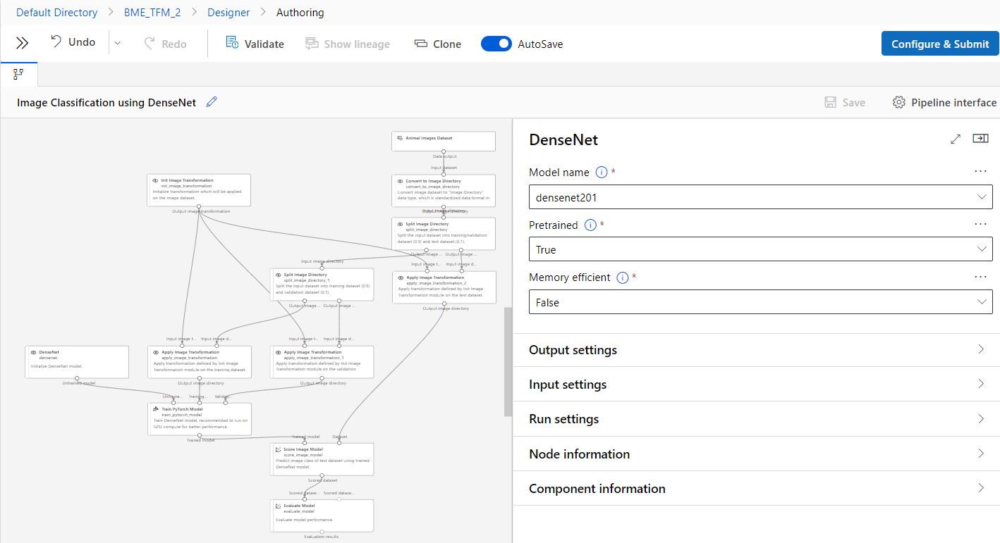 Default Directory > BME_TFM_2 > Designer > Authoring
Undo Redo Validate Show lineage Clone AutoSave Configure & Submit
Image Classification using DenseNet Save Pipeline interface
Animal Images Dataset
Data output
Input dataset
Convert to Image Directory
convert_to_image_directory
Convert image dataset to "Image Directory"
data type, which is standardized data format in
Init Image Transformation
init_image_transformation
Initialize transformation which will be applied
on the image dataset.
Output image transformation
Split Image Directory
split_image_directory
Split the input dataset into training/validation
dataset (0.9) and test dataset (0.1).
Output image ... Output image ...
Input image directory
Input image t... Input image d...
Split Image Directory
split_image_directory_1
Split the input dataset into training dataset (0.9)
and validation dataset (0.1).
Output image ... Output image ...
Apply Image Transformation
apply_image_transformation_2
Apply transformation defined by Init Image
Transformation module on the test dataset.
Output image directory
Input image t... Input image d... Input image t... Input image d...
DenseNet
densenet
Initialize DenseNet model.
Untrained model
Apply Image Transformation
apply_image_transformation
Apply transformation defined by Init Image
Transformation module on the training dataset.
Output image directory
Apply Image Transformation
apply_image_transformation_1
Apply transformation defined by Init Image
Transformation module on the validation
Output image directory
Untraine... Training... Validati...
Train PyTorch Model
train_pytorch_model
Train DenseNet model, recommended to run on
GPU compute for better performance.
Trained model
Trained model Dataset
Score Image Model
score_image_model
Predict image class of test dataset using trained
DenseNet model.
Scored dataset
Scored datase... Scored datase...
Evaluate Model
evaluate_model
Evaluate model performance.
Evaluation results
DenseNet
Model name *
densenet201
Pretrained *
True
Memory efficient *
False
Output settings
Input settings
Run settings
Node information
Component information